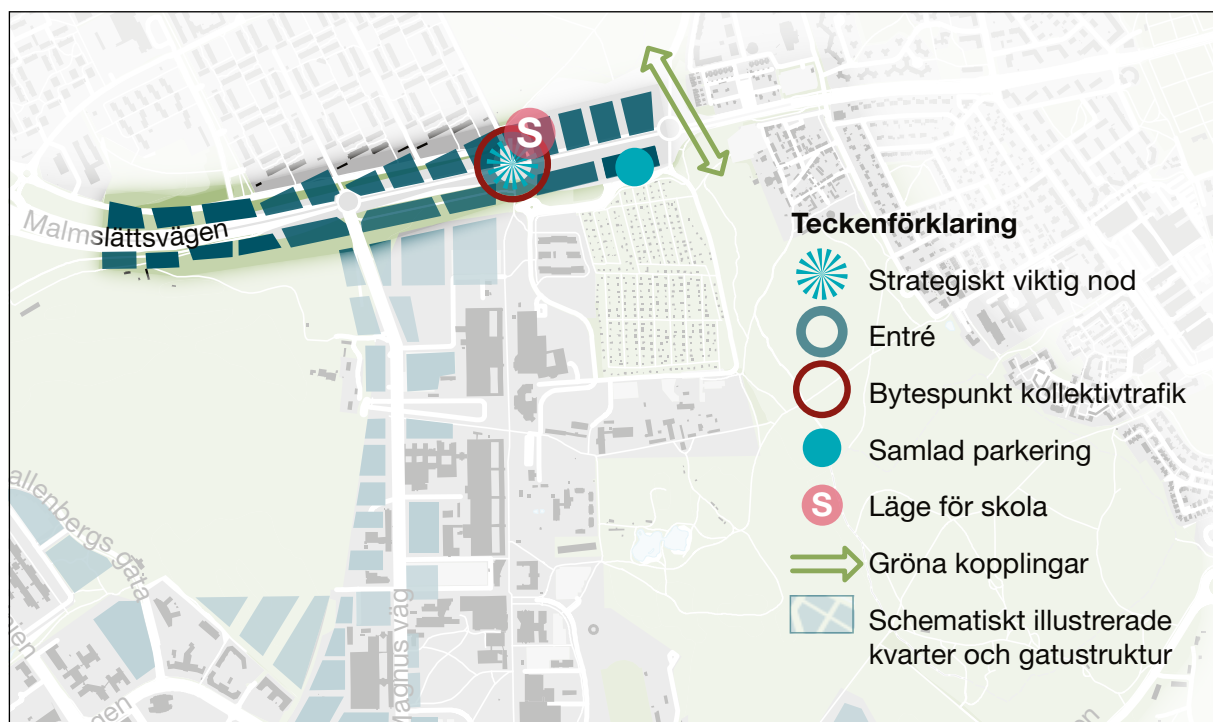 S
Malmslättsvägen
Teckenförklaring
Strategiskt viktig nod
Entré
Bytespunkt kollektivtrafik
Samlad parkering
S
Läge för skola
Gröna kopplingar
Schematiskt illustrerade
kvarter och gatustruktur
allenbergs gata
agnus väg